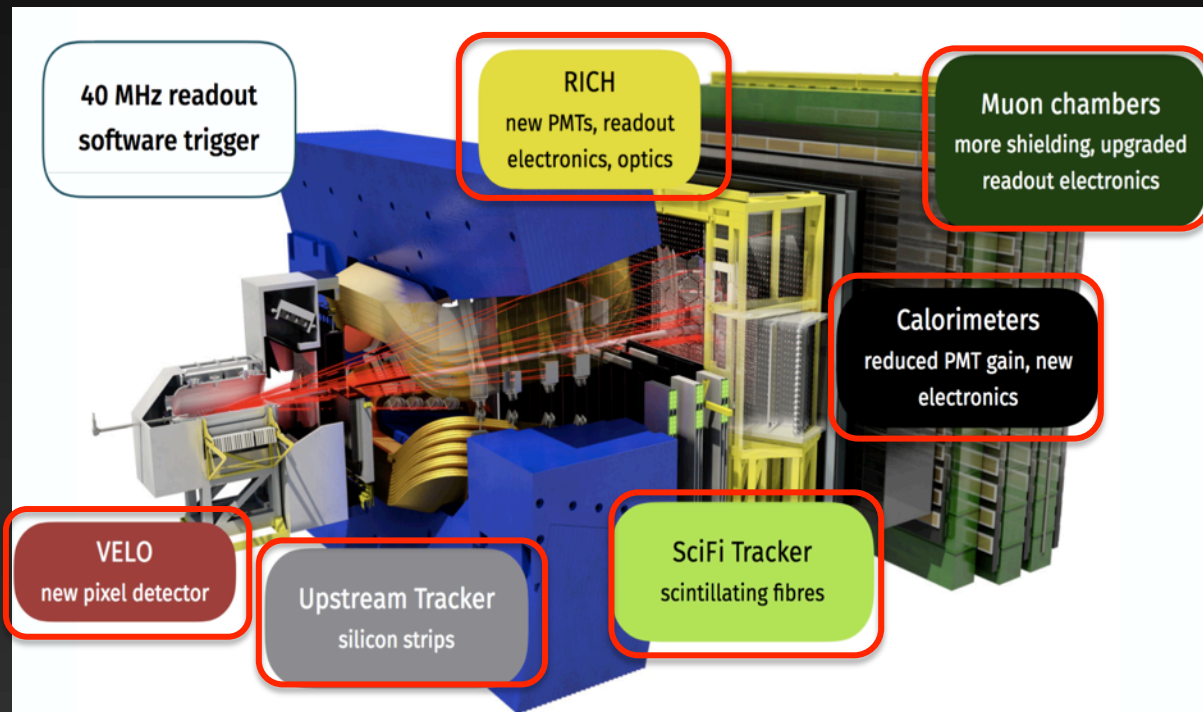 40 MHz readout
software trigger
RICH
new PMTs, readout
electronics, optics
Muon chambers
more shielding, upgraded
readout electronics
Calorimeters
reduced PMT gain, new
electronics
VELO
new pixel detector
Upstream Tracker
silicon strips
SciFi Tracker
scintillating fibres